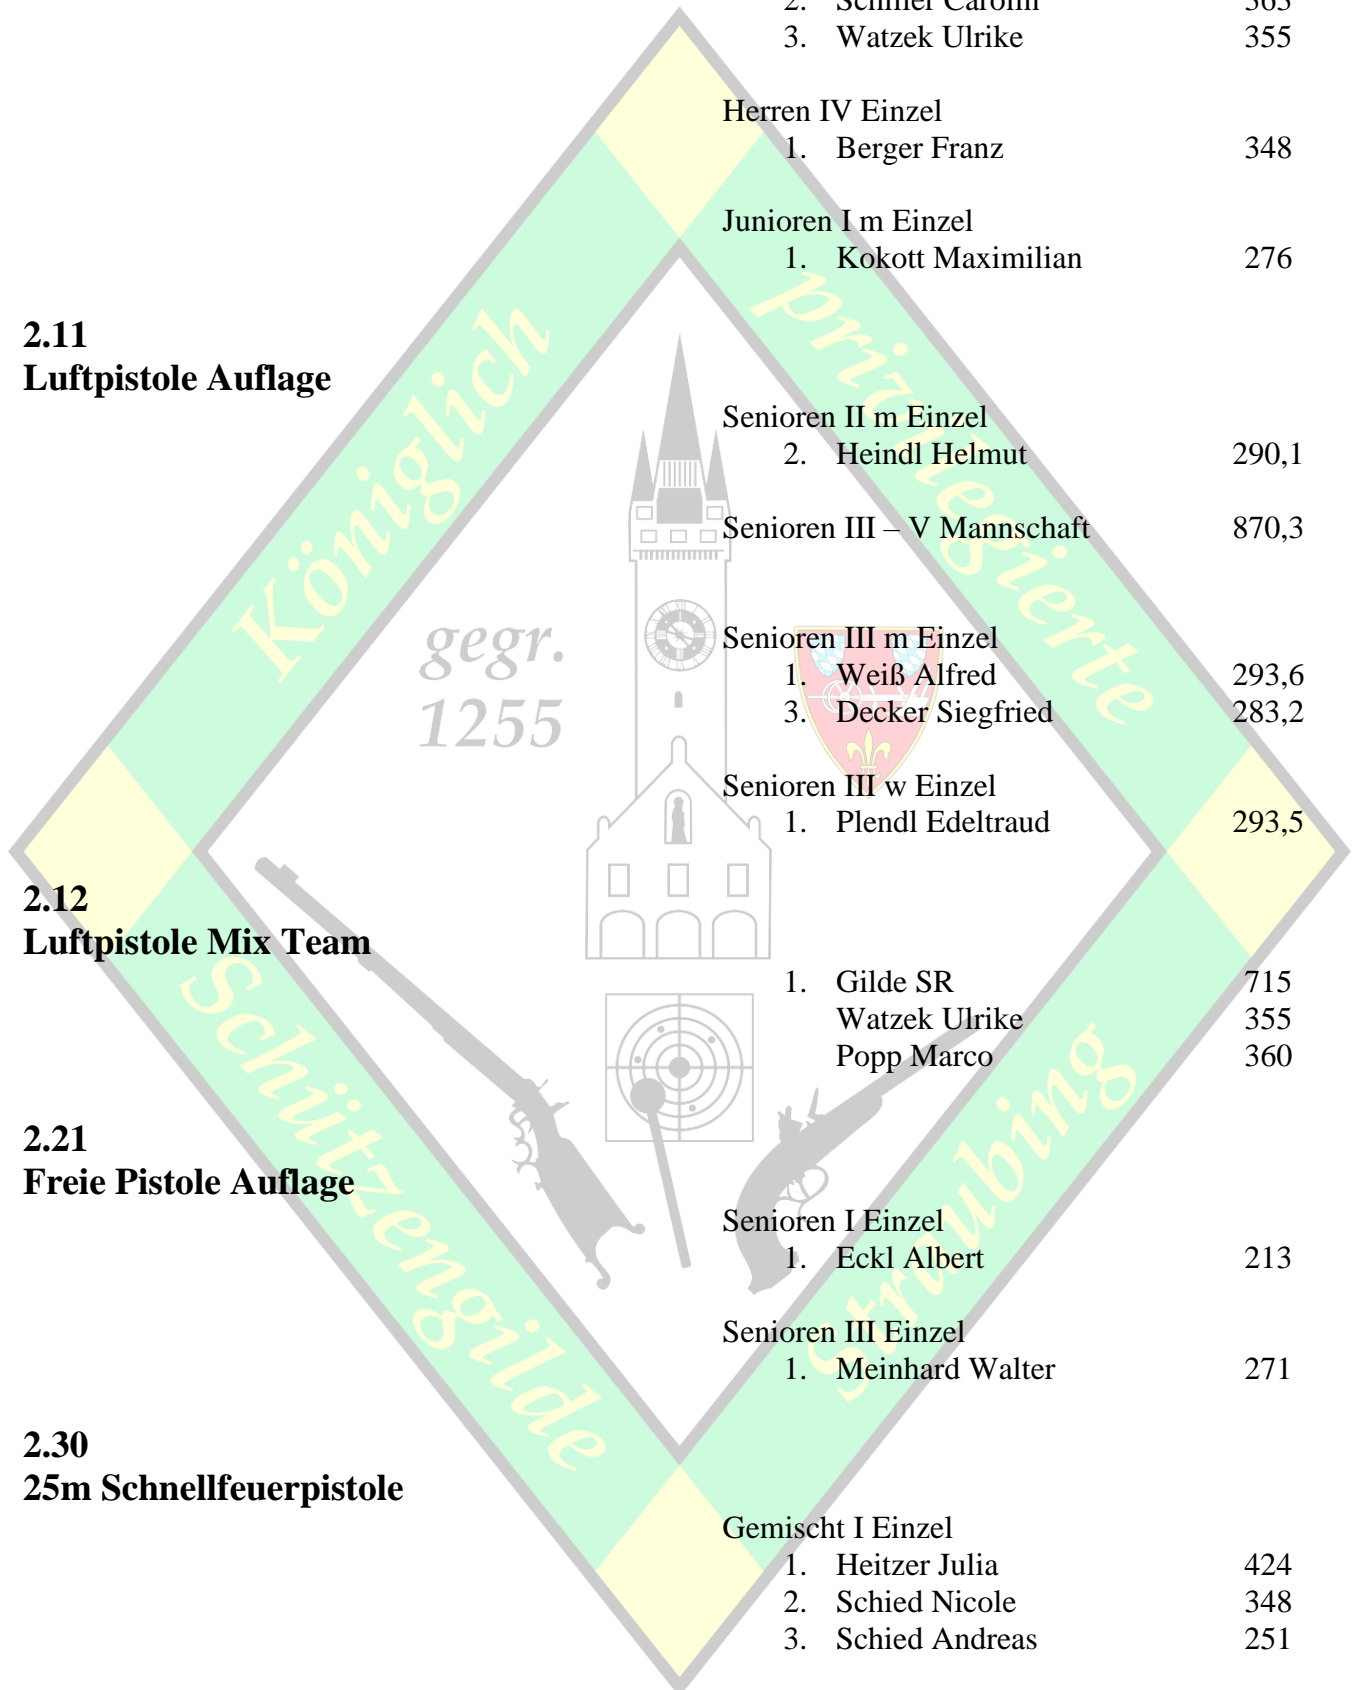 2. Carolin
3. Watzek Ulrike 355
Herren IV Einzel
1. Berger Franz 348
Junioren I m Einzel
1. Kokott Maximilian 276
2.11
Luftpistole Auflage
Senioren II m Einzel
2. Heindl Helmut 290,1
Senioren III – V Mannschaft 870,3
Senioren III m Einzel
1. Weiß Alfred 293,6
3. Decker Siegfried 283,2
Senioren III w Einzel
1. Plendl Edeltraud 293,5
2.12
Luftpistole Mix Team
1. Gilde SR 715
Watzek Ulrike 355
Popp Marco 360
2.21
Freie Pistole Auflage
Senioren I Einzel
1. Eckl Albert 213
Senioren III Einzel
1. Meinhard Walter 271
2.30
25m Schnellfeuerpistole
Gemischt I Einzel
1. Heitzer Julia 424
2. Schied Nicole 348
3. Schied Andreas 251
Königlich
privilegierte
gegr.
1255
Schützengilde
Straubing